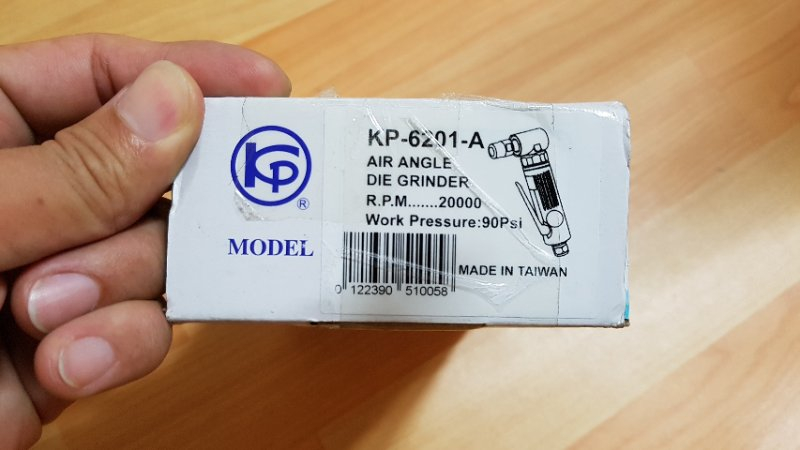 KP
®
MODEL
KP-6201-A
AIR ANGLE
DIE GRINDER
R.P.M.......20000
Work Pressure:90Psi
0 122390 510058
MADE IN TAIWAN